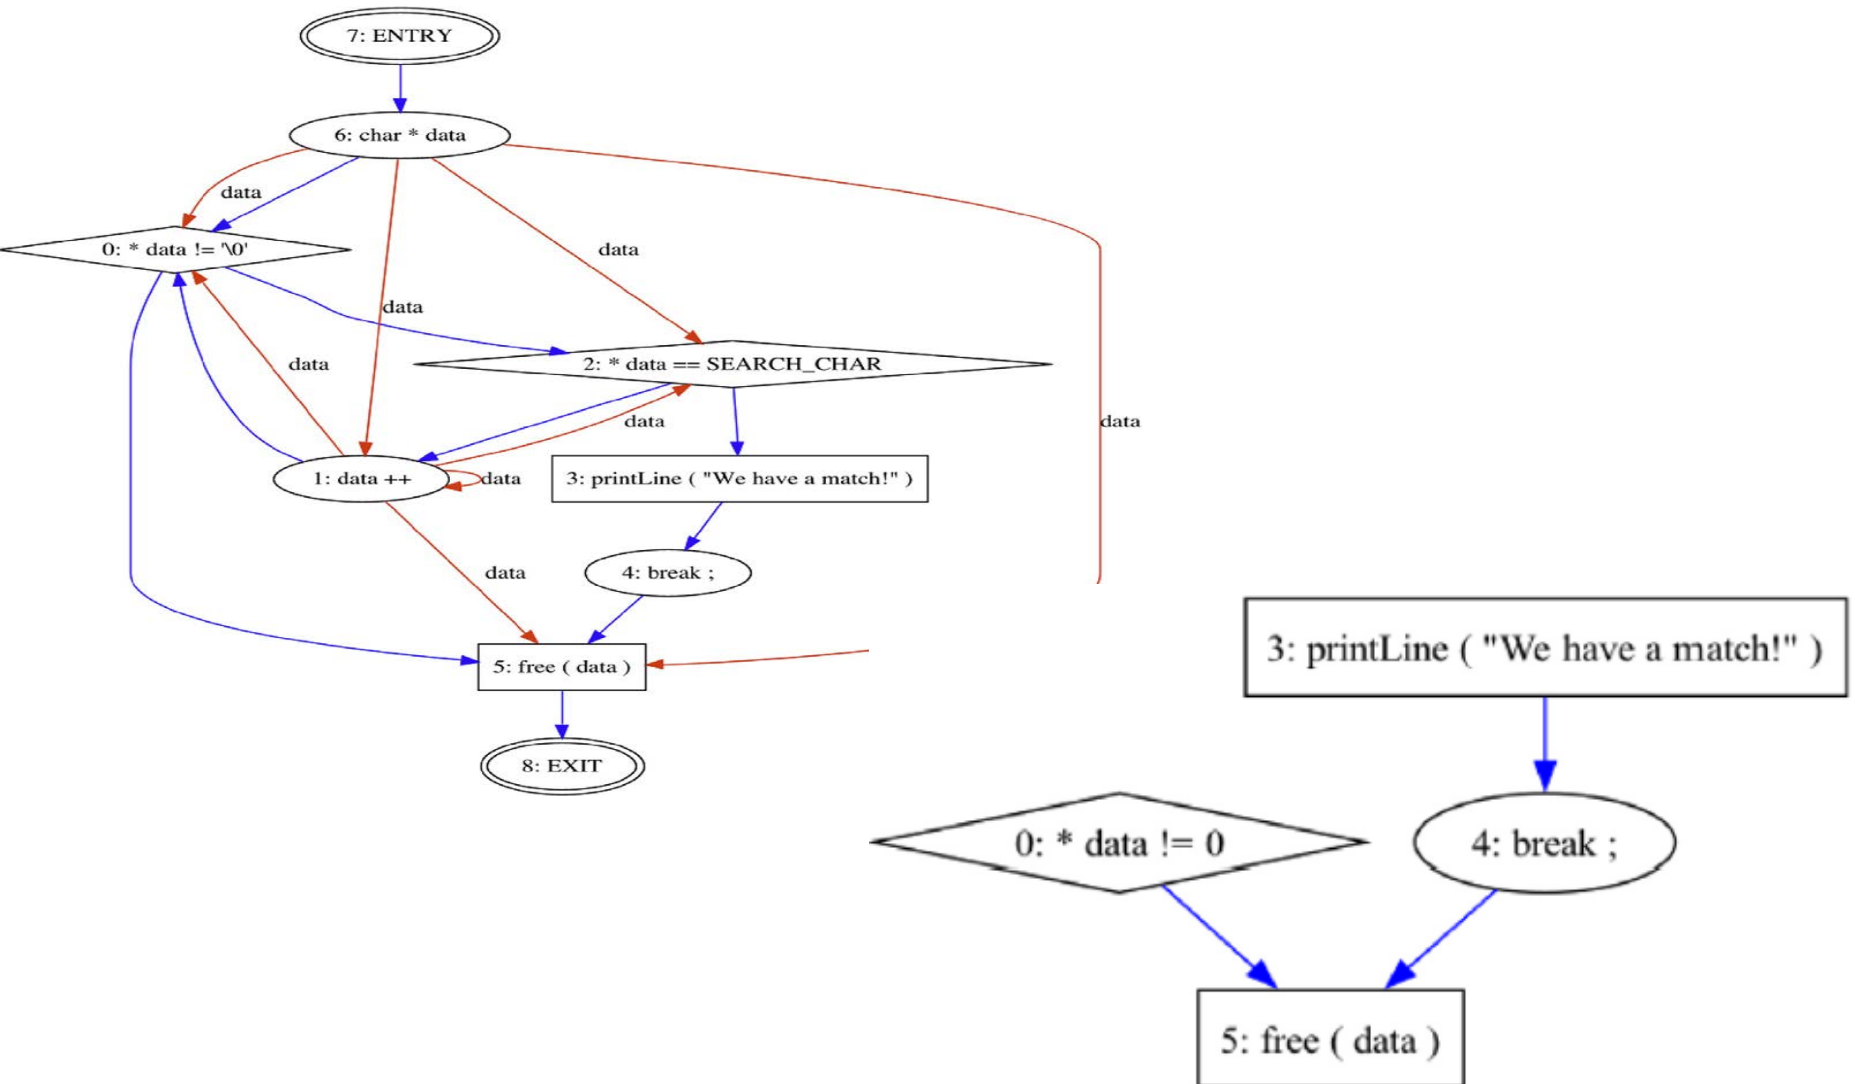 7: ENTRY
6: char * data
data
0: * data != '\0'
data
data
data
2: * data == SEARCH_CHAR
data
data
1: data ++
data
3: printLine ( "We have a match!" )
data
4: break ;
5: free ( data )
8: EXIT
3: printLine ( "We have a match!" )
0: * data != 0
4: break ;
5: free ( data )